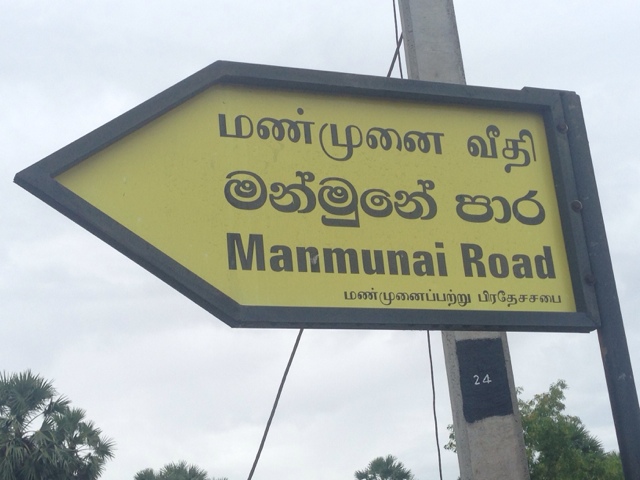 மண்முனை வீதி
මන්මුනේ පාර
Manmunai Road
மண்முனைப்பற்று பிரதேசசபை
24